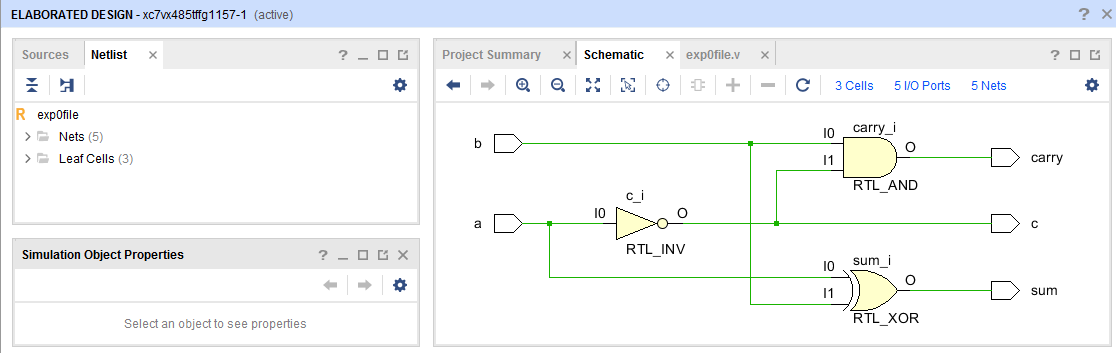 ELABORATED DESIGN - xc7vx485tffg1157-1 (active)
Sources Netlist
exp0file
Nets (5)
Leaf Cells (3)
Simulation Object Properties
Select an object to see properties
Project Summary Schematic exp0file.v
3 Cells 5 I/O Ports 5 Nets
b
carry_i
I0
I1
O
RTL_AND
carry
a
c_i
I0
O
RTL_INV
c
sum_i
I0
I1
O
RTL_XOR
sum